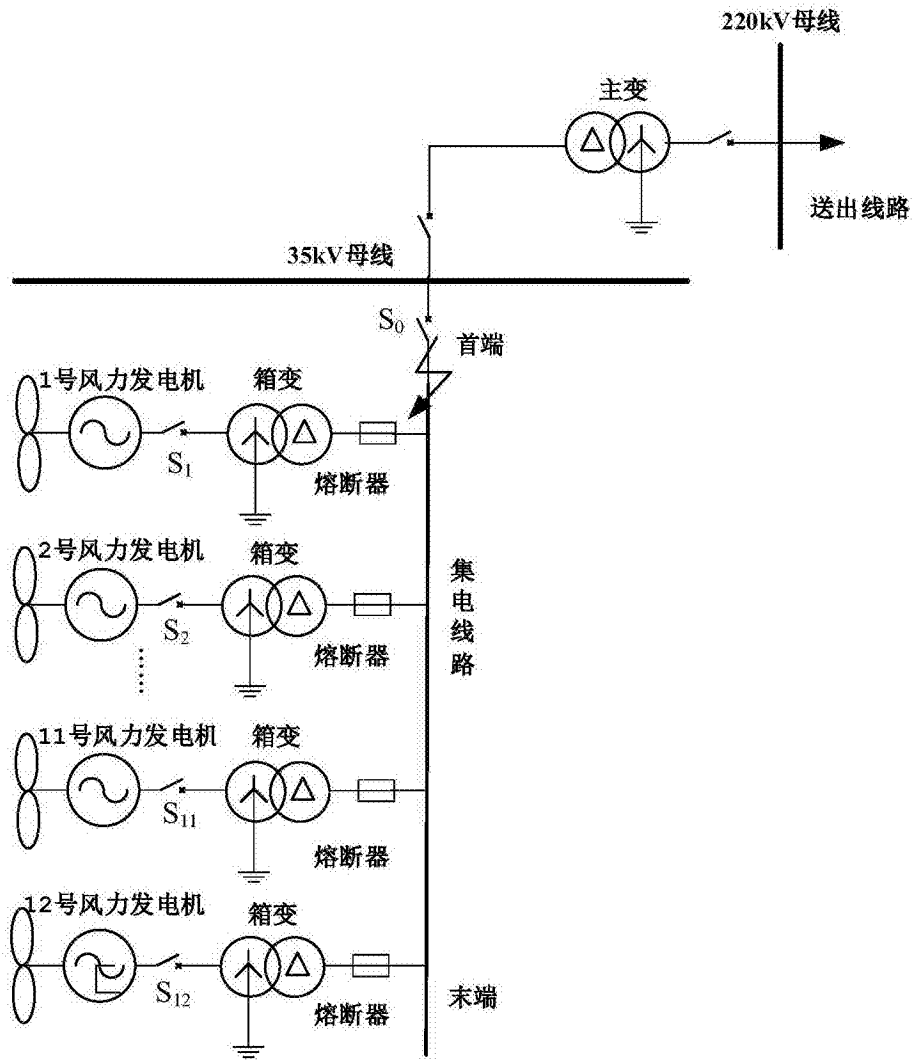 220kV母线
主变
送出线路
35kV母线
S0
首端
1号风力发电机
箱变
S1
熔断器
2号风力发电机
箱变
S2
熔断器
集电线路
......
11号风力发电机
箱变
S11
熔断器
12号风力发电机
箱变
S12
熔断器
末端